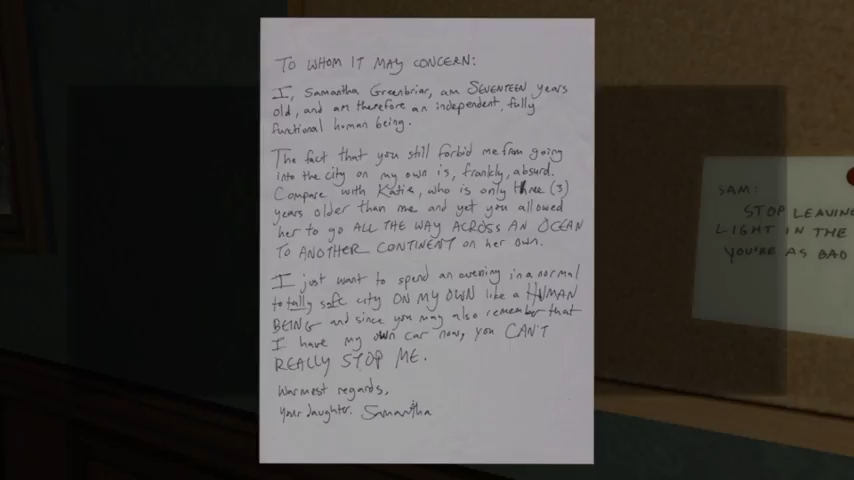 TO WHOM IT MAY CONCERN:
I, Samantha Greenbriar, am SEVENTEEN years
old, and am therefore an independent, fully
functional human being.
The fact that you still forbid me from going
into the city on my own is, frankly, absurd.
Compare with Katie, who is only three (3)
years older than me and yet you allowed
her to go ALL THE WAY ACROSS AN OCEAN
TO ANOTHER CONTINENT on her own.
I just want to spend an evening in a normal
totally safe city ON MY OWN like a HUMAN
BEING and since you may also remember that
I have my own car now, you CAN'T
REALLY STOP ME.
Warmest regards,
your daughter. Samantha
SAM:
STOP LEAVING
LIGHT IN THE
YOU'RE AS BAD